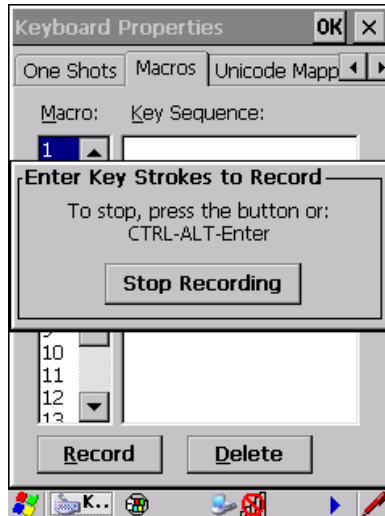 Keyboard Properties OK ×
One Shots Macros Unicode Mapp
Macro: Key Sequence:
1
Enter Key Strokes to Record
To stop, press the button or:
CTRL-ALT-Enter
Stop Recording
10
11
12
13
Record Delete
K..